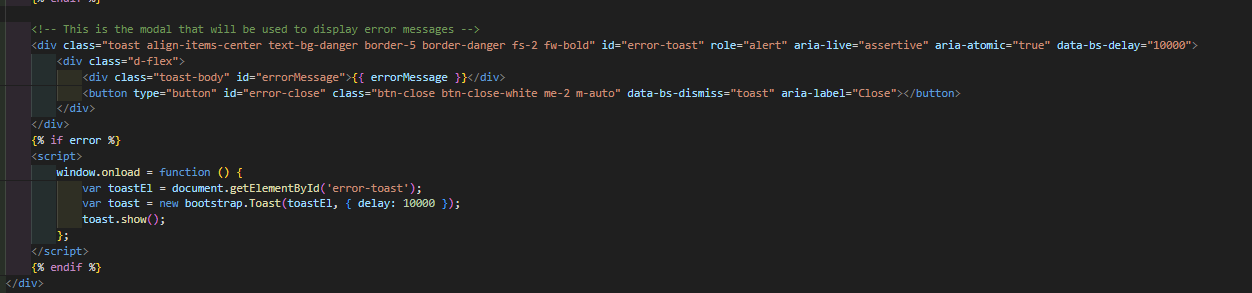 {% endif %}
<!-- This is the modal that will be used to display error messages -->
<div class="toast align-items-center text-bg-danger border-5 border-danger fs-2 fw-bold" id="error-toast" role="alert" aria-live="assertive" aria-atomic="true" data-bs-delay="10000">
<div class="d-flex">
<div class="toast-body" id="errorMessage">{{ errorMessage }}</div>
<button type="button" id="error-close" class="btn-close btn-close-white me-2 m-auto" data-bs-dismiss="toast" aria-label="Close"></button>
</div>
</div>
{% if error %}
<script>
window.onload = function () {
var toastEl = document.getElementById('error-toast');
var toast = new bootstrap.Toast(toastEl, { delay: 10000 });
toast.show();
};
</script>
{% endif %}
</div>